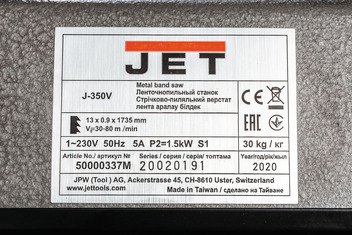 JET
J-350V
Metal band saw
Ленточнопильный станок
Стрічково-пиляльний верстат
лента аралау білдек
CE
EAC
13 x 0.9 x 1735 mm
V: 30-80 m /min
1~230V 50Hz 5A P2=1.5kW S1
30 kg / кг
Article No./ артикул №
50000337M
Series / серия / серія/ топтама
20020191
Year/год/рік/жыл
2020
JPW (Tool ) AG, Ackerstrasse 45, CH-8610 Uster, Switzerland
www.jettools.com
Made in Taiwan / сделано на Тайване